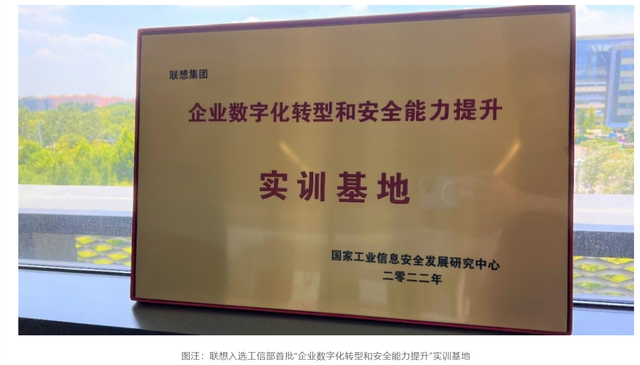 联想集团
企业数字化转型和安全能力提升
实训基地
国家工业信息安全发展研究中心
二零二二年
图注：联想入选工信部首批“企业数字化转型和安全能力提升”实训基地